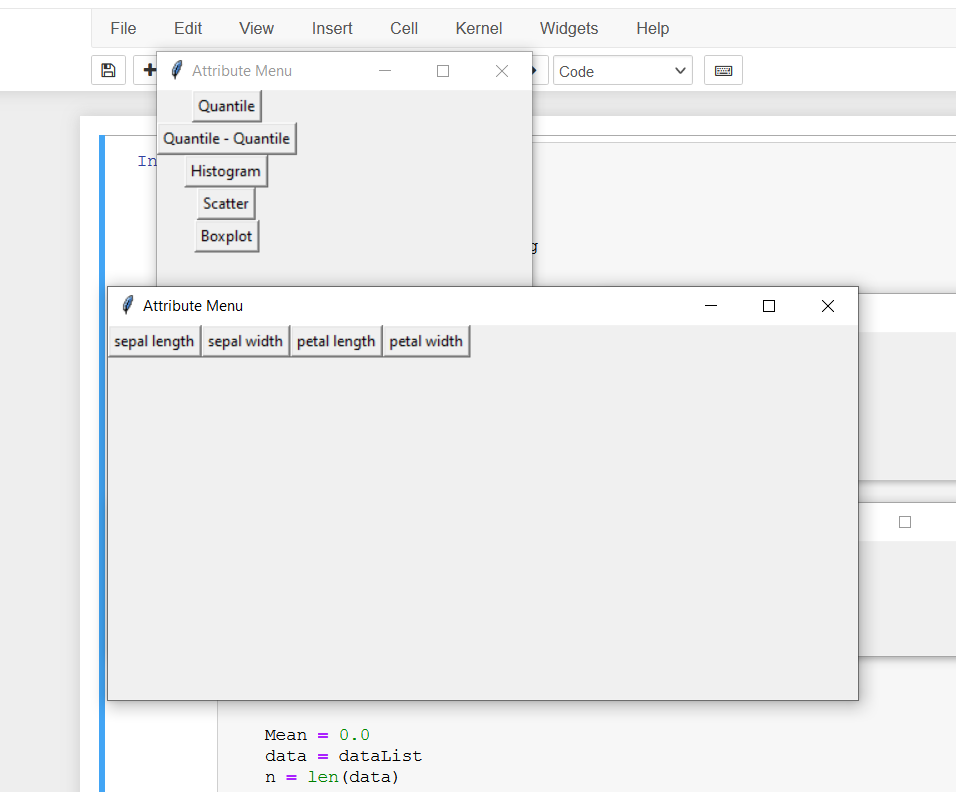 File Edit View Insert Cell Kernel Widgets Help
Code
Attribute Menu
Quantile
Quantile - Quantile
In
Histogram
Scatter
Boxplot
g
Attribute Menu
sepal length sepal width petal length petal width
Mean = 0.0
data = dataList
n = len(data)